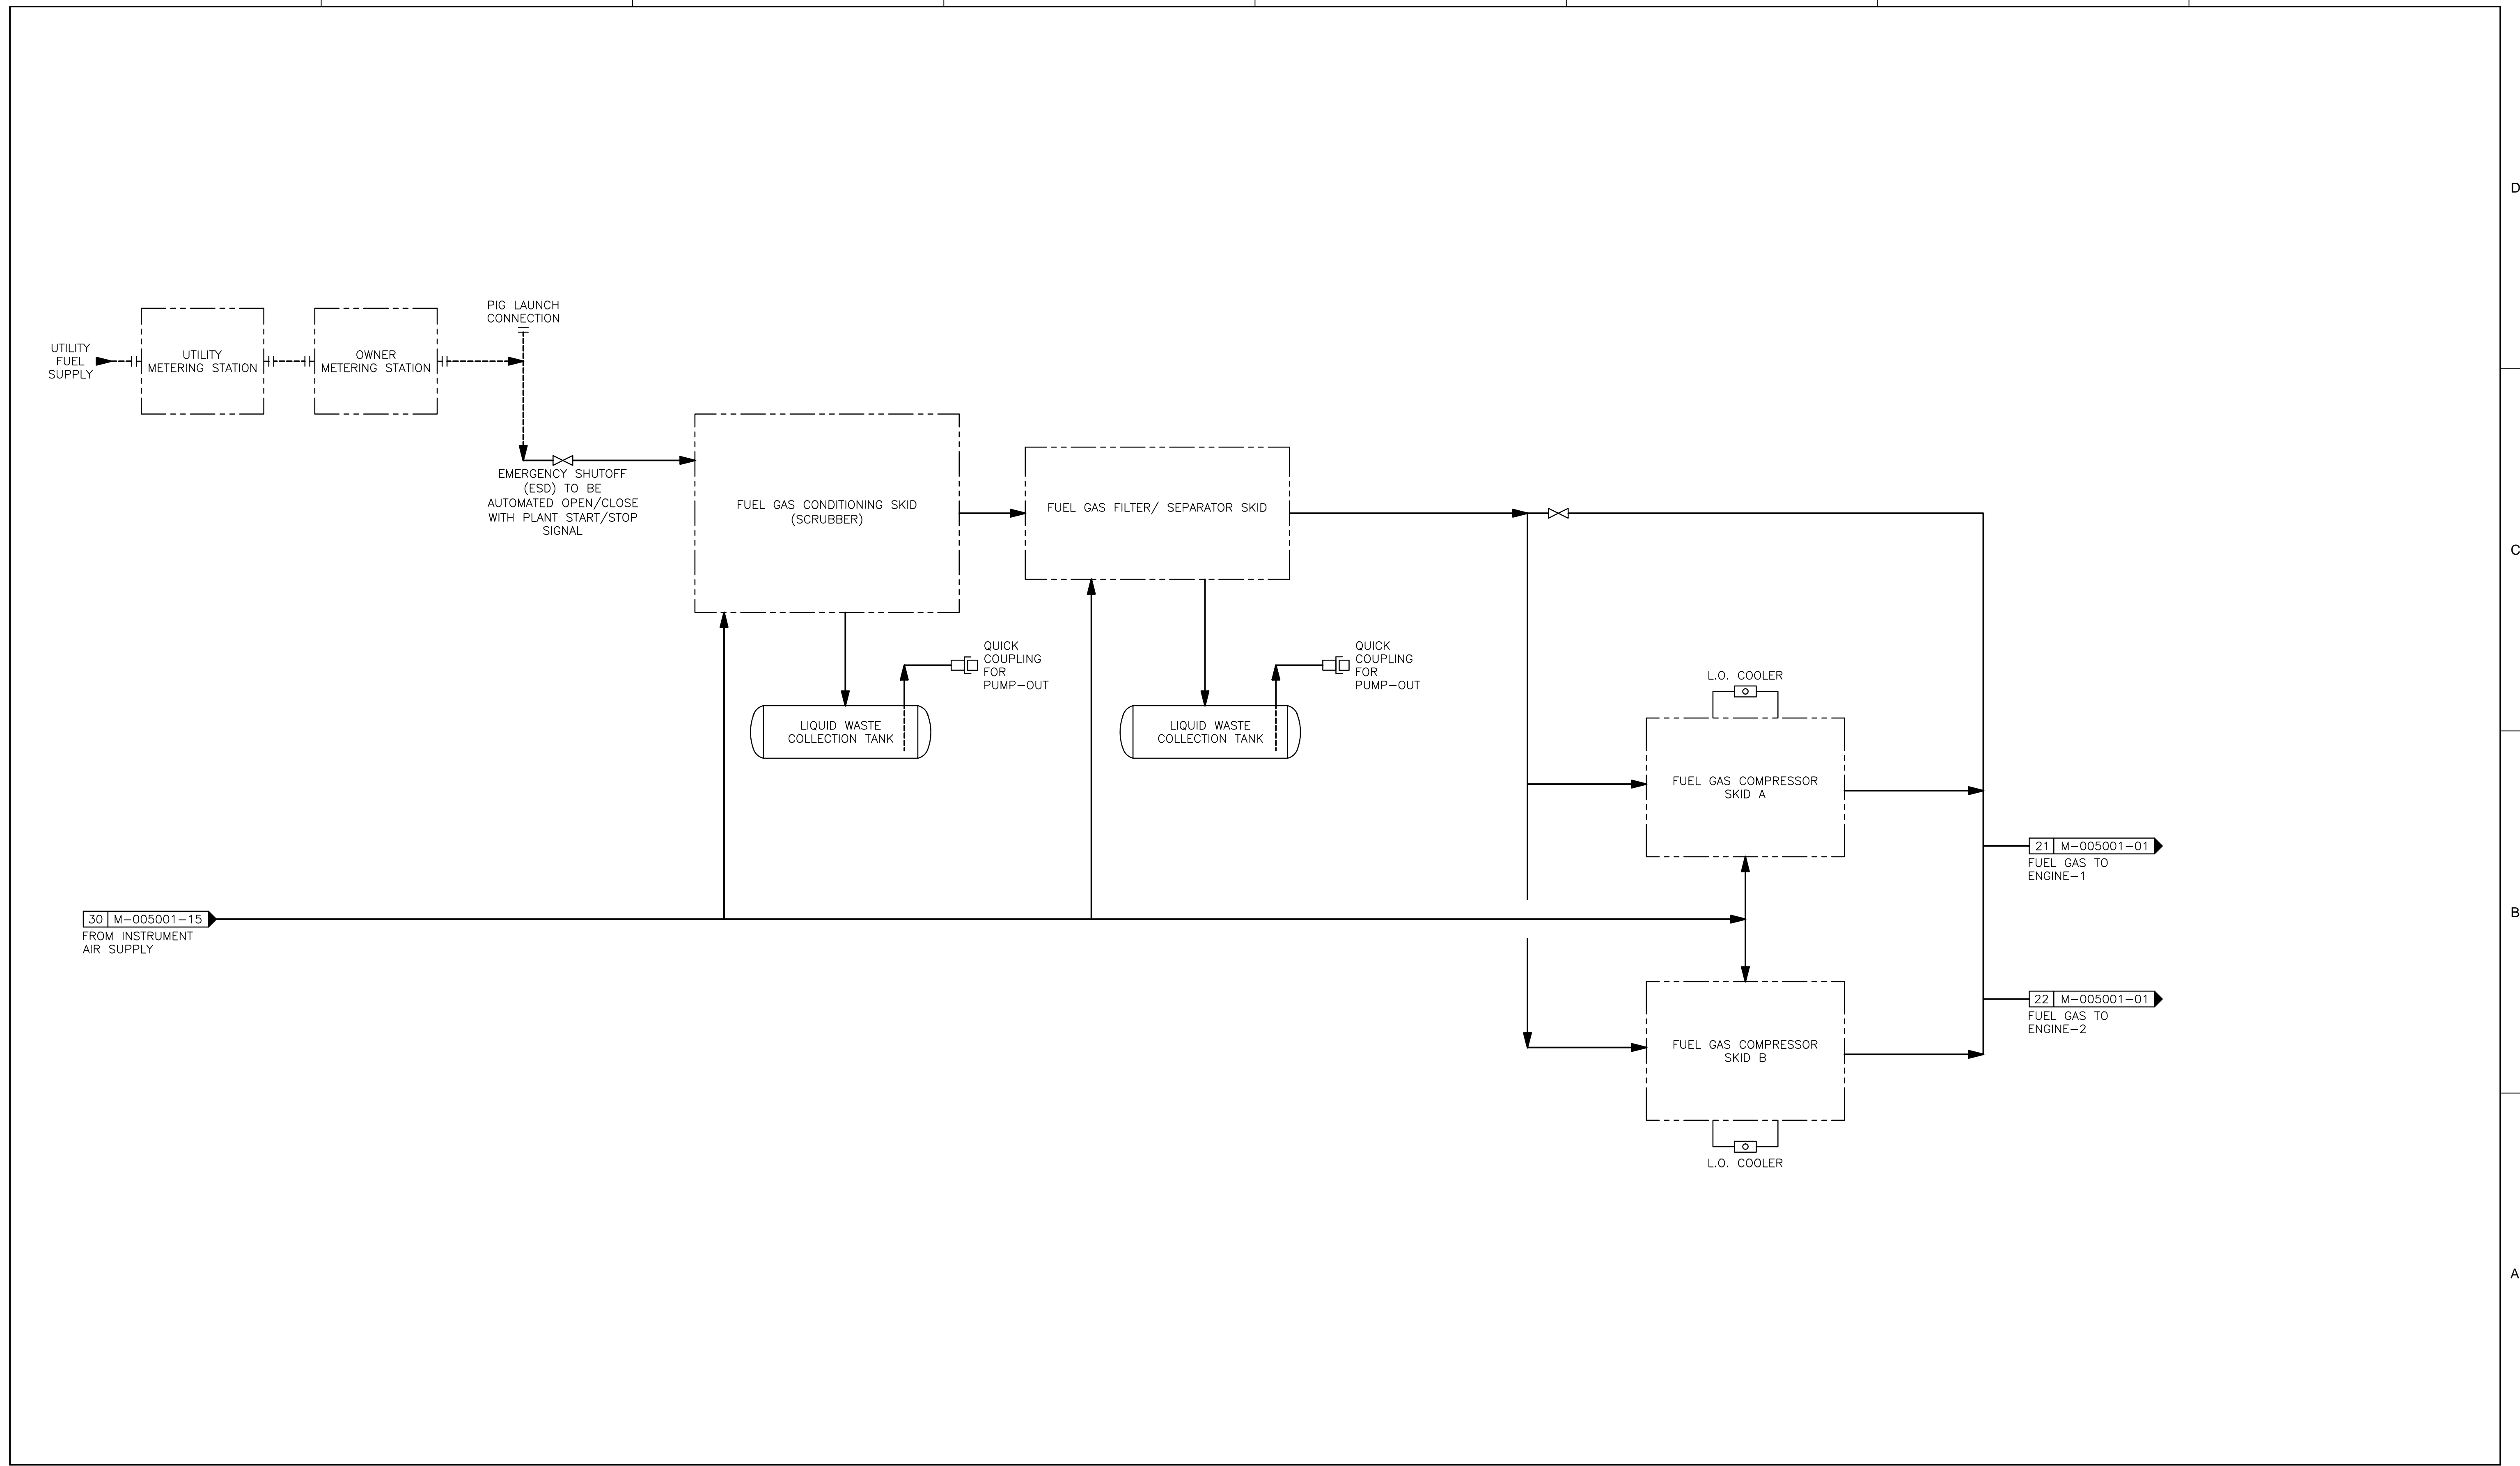 D
PIG LAUNCH
CONNECTION
UTILITY
FUEL
SUPPLY
UTILITY
METERING STATION
OWNER
METERING STATION
EMERGENCY SHUTOFF
(ESD) TO BE
AUTOMATED OPEN/CLOSE
WITH PLANT START/STOP
SIGNAL
FUEL GAS CONDITIONING SKID
(SCRUBBER)
FUEL GAS FILTER/ SEPARATOR SKID
C
QUICK
COUPLING
FOR
PUMP-OUT
QUICK
COUPLING
FOR
PUMP-OUT
LIQUID WASTE
COLLECTION TANK
LIQUID WASTE
COLLECTION TANK
L.O. COOLER
FUEL GAS COMPRESSOR
SKID A
21 M-005001-01
FUEL GAS TO
ENGINE-1
30 M-005001-15
FROM INSTRUMENT
AIR SUPPLY
B
22 M-005001-01
FUEL GAS TO
ENGINE-2
FUEL GAS COMPRESSOR
SKID B
L.O. COOLER
A